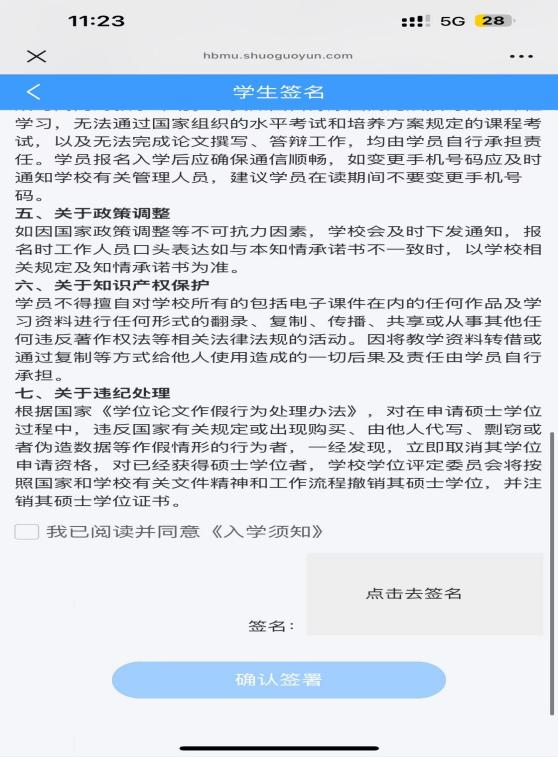 11:23
5G 28
hbmu.shuoguoyun.com
学生签名
学习，无法通过国家组织的水平考试和培养方案规定的课程考
试，以及无法完成论文撰写、答辩工作，均由学员自行承担责
任。学员报名入学后应确保通信顺畅，如变更手机号码应及时
通知学校有关管理人员，建议学员在读期间不要变更手机号
码。
五、关于政策调整
如因国家政策调整等不可抗力因素，学校会及时下发通知，报
名时工作人员口头表达如与本知情承诺书不一致时，以学校相
关规定及知情承诺书为准。
六、关于知识产权保护
学员不得擅自对学校所有的包括电子课件在内的任何作品及学
习资料进行任何形式的翻录、复制、传播、共享或从事其他任
何违反著作权法等相关法律法规的活动。因将教学资料转借或
通过复制等方式给他人使用造成的一切后果及责任由学员自行
承担。
七、关于违纪处理
根据国家《学位论文作假行为处理办法》，对在申请硕士学位
过程中，违反国家有关规定或出现购买、由他人代写、剽窃或
者伪造数据等作假情形的行为者，一经发现，立即取消其学位
申请资格，对已经获得硕士学位者，学校学位评定委员会将按
照国家和学校有关文件精神和工作流程撤销其硕士学位，并注
销其硕士学位证书。
我已阅读并同意《入学须知》
点击去签名
签名：
确认签署